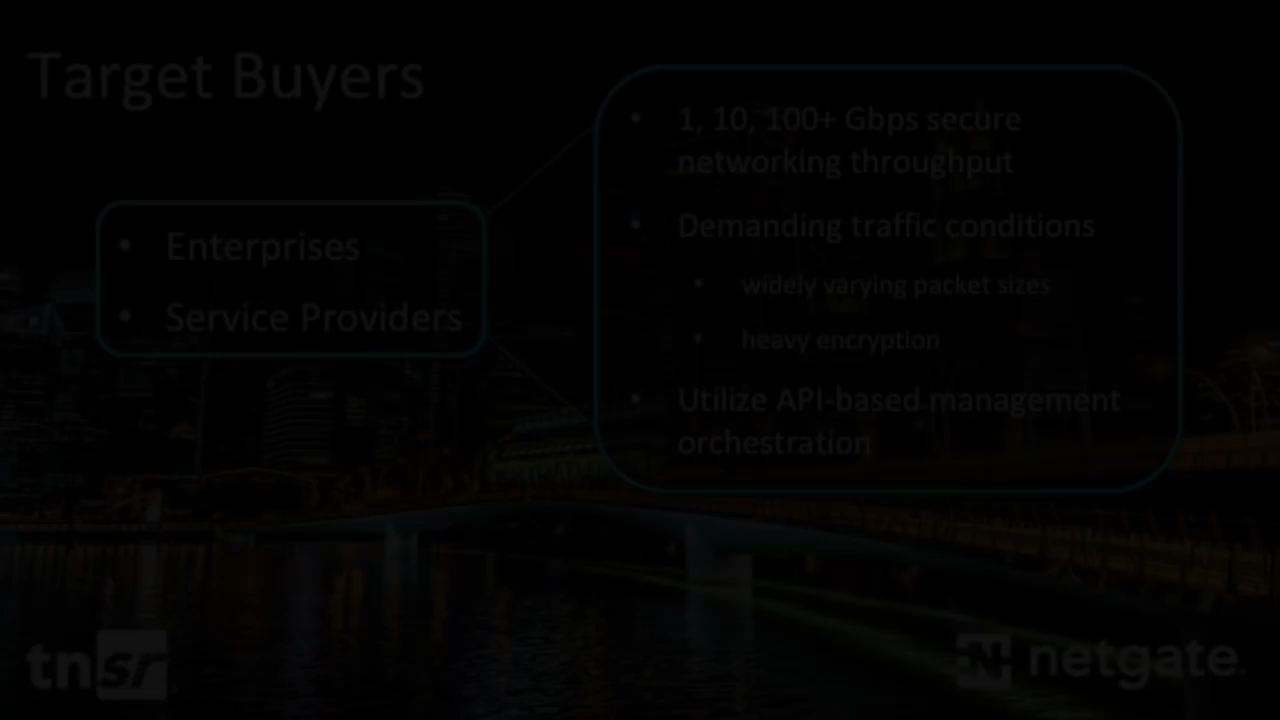 Target Buyers
• Enterprises
• Service Providers
• 1, 10, 100+ Gbps secure
networking throughput
• Demanding traffic conditions
• widely varying packet sizes
• heavy encryption
• Utilize API-based management
orchestration
tnsr
N netgate